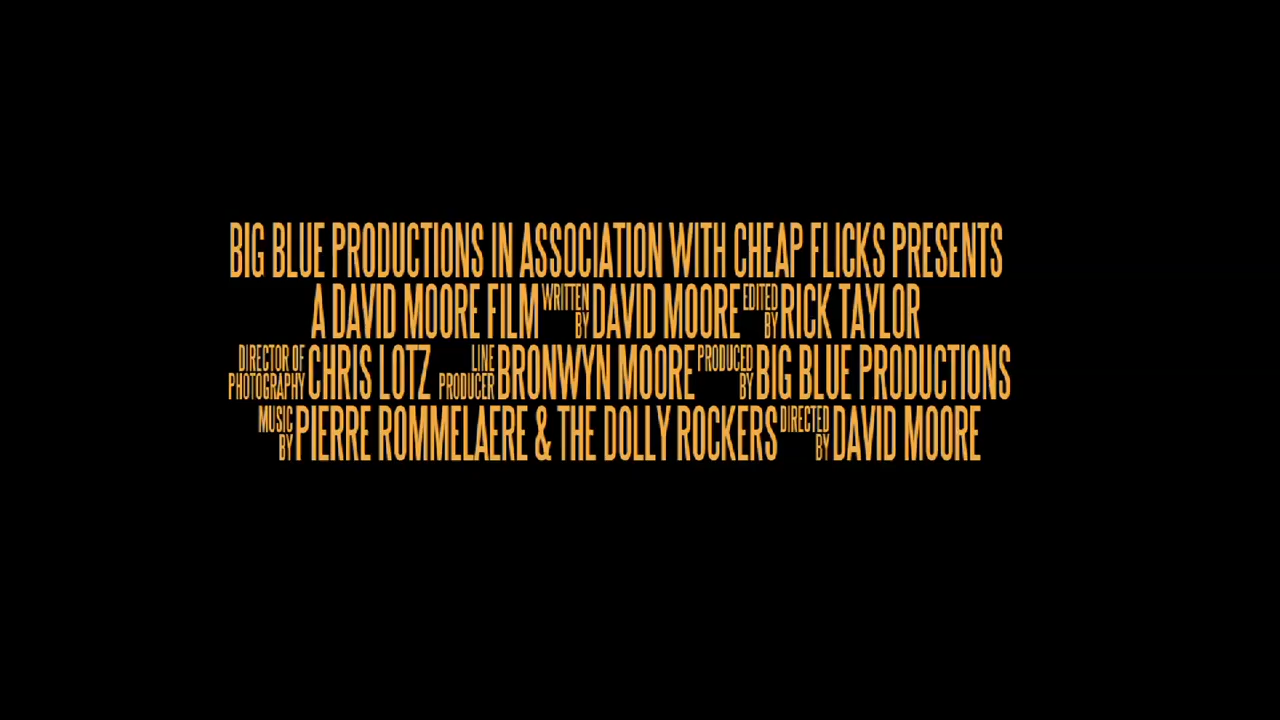 BIG BLUE PRODUCTIONS IN ASSOCIATION WITH CHEAP FLICKS PRESENTS
A DAVID MOORE FILM WRITTEN BY DAVID MOORE EDITED BY RICK TAYLOR
DIRECTOR OF PHOTOGRAPHY CHRIS LOTZ LINE PRODUCER BRONWYN MOORE PRODUCED BY BIG BLUE PRODUCTIONS
MUSIC BY PIERRE ROMMELAERE & THE DOLLY ROCKERS DIRECTED BY DAVID MOORE